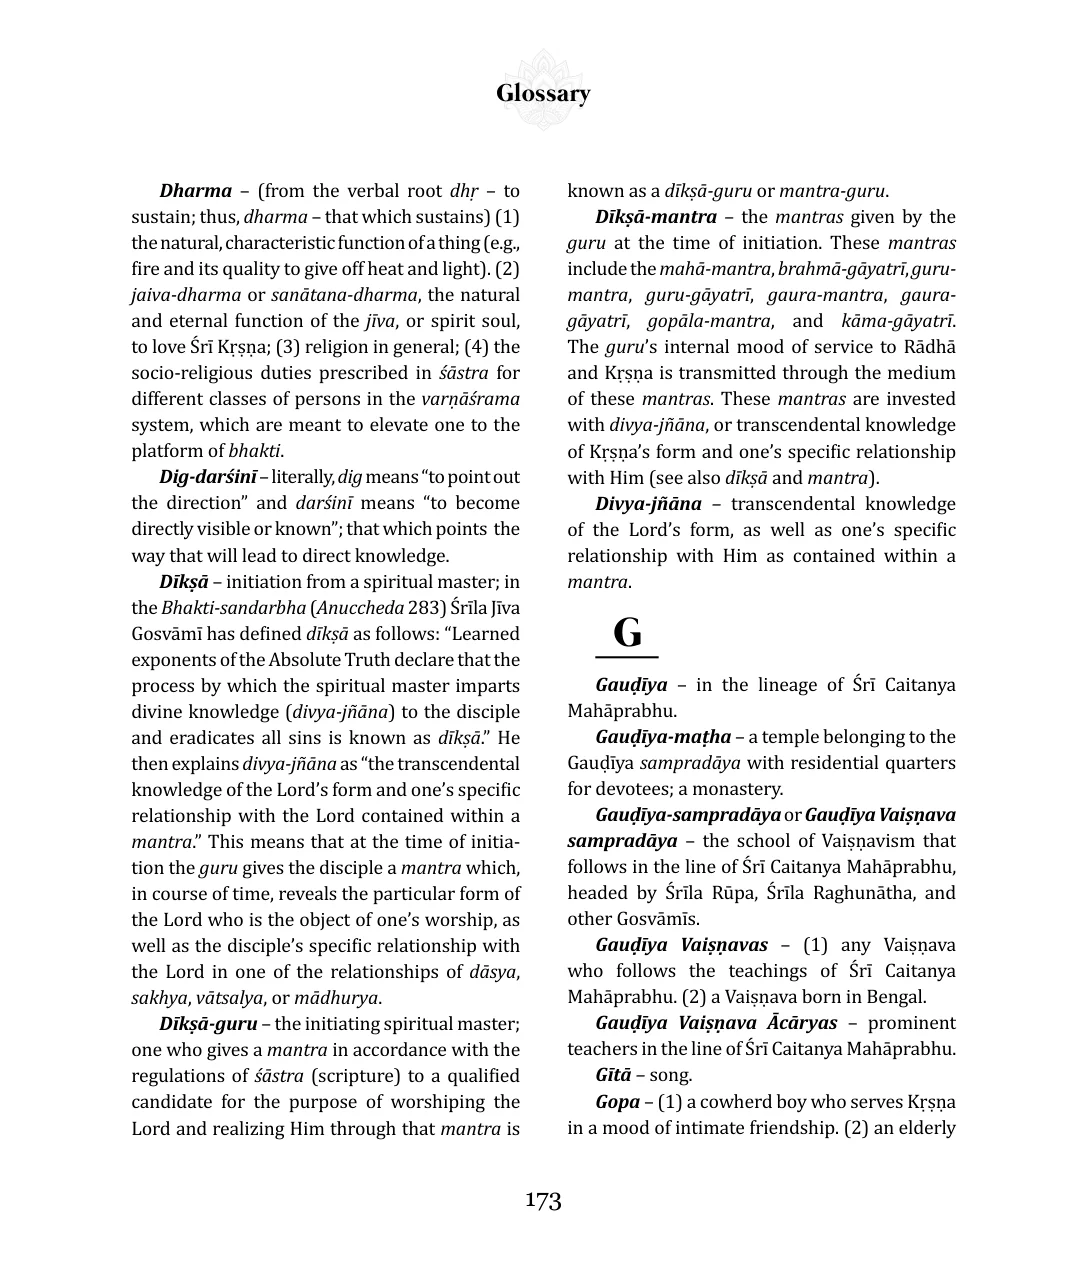 Glossary
Dharma – (from the verbal root dhṛ – to
sustain; thus, dharma – that which sustains) (1)
the natural, characteristic function of a thing (e.g.,
fire and its quality to give off heat and light). (2)
jaiva-dharma or sanātana-dharma, the natural
and eternal function of the jīva, or spirit soul,
to love Śrī Kṛṣṇa; (3) religion in general; (4) the
socio-religious duties prescribed in śāstra for
different classes of persons in the varṇāśrama
system, which are meant to elevate one to the
platform of bhakti.
Dig-darśinī – literally, dig means “to point out
the direction” and darśinī means “to become
directly visible or known”; that which points the
way that will lead to direct knowledge.
Dīkṣā – initiation from a spiritual master; in
the Bhakti-sandarbha (Anuccheda 283) Śrīla Jīva
Gosvāmī has defined dīkṣā as follows: “Learned
exponents of the Absolute Truth declare that the
process by which the spiritual master imparts
divine knowledge (divya-jñāna) to the disciple
and eradicates all sins is known as dīkṣā.” He
then explains divya-jñāna as “the transcendental
knowledge of the Lord’s form and one’s specific
relationship with the Lord contained within a
mantra.” This means that at the time of initia-
tion the guru gives the disciple a mantra which,
in course of time, reveals the particular form of
the Lord who is the object of one’s worship, as
well as the disciple’s specific relationship with
the Lord in one of the relationships of dāsya,
sakhya, vātsalya, or mādhurya.
Dīkṣā-guru – the initiating spiritual master;
one who gives a mantra in accordance with the
regulations of śāstra (scripture) to a qualified
candidate for the purpose of worshiping the
Lord and realizing Him through that mantra is
known as a dīkṣā-guru or mantra-guru.
Dīkṣā-mantra – the mantras given by the
guru at the time of initiation. These mantras
include the mahā-mantra, brahmā-gāyatrī, guru-
mantra, guru-gāyatrī, gaura-mantra, gaura-
gāyatrī, gopāla-mantra, and kāma-gāyatrī.
The guru’s internal mood of service to Rādhā
and Kṛṣṇa is transmitted through the medium
of these mantras. These mantras are invested
with divya-jñāna, or transcendental knowledge
of Kṛṣṇa’s form and one’s specific relationship
with Him (see also dīkṣā and mantra).
Divya-jñāna – transcendental knowledge
of the Lord’s form, as well as one’s specific
relationship with Him as contained within a
mantra.
G
Gauḍīya – in the lineage of Śrī Caitanya
Mahāprabhu.
Gauḍīya-maṭha – a temple belonging to the
Gauḍīya sampradāya with residential quarters
for devotees; a monastery.
Gauḍīya-sampradāya or Gauḍīya Vaiṣṇava
sampradāya – the school of Vaiṣṇavism that
follows in the line of Śrī Caitanya Mahāprabhu,
headed by Śrīla Rūpa, Śrīla Raghunātha, and
other Gosvāmīs.
Gauḍīya Vaiṣṇavas – (1) any Vaiṣṇava
who follows the teachings of Śrī Caitanya
Mahāprabhu. (2) a Vaiṣṇava born in Bengal.
Gauḍīya Vaiṣṇava Ācāryas – prominent
teachers in the line of Śrī Caitanya Mahāprabhu.
Gītā – song.
Gopa – (1) a cowherd boy who serves Kṛṣṇa
in a mood of intimate friendship. (2) an elderly
173